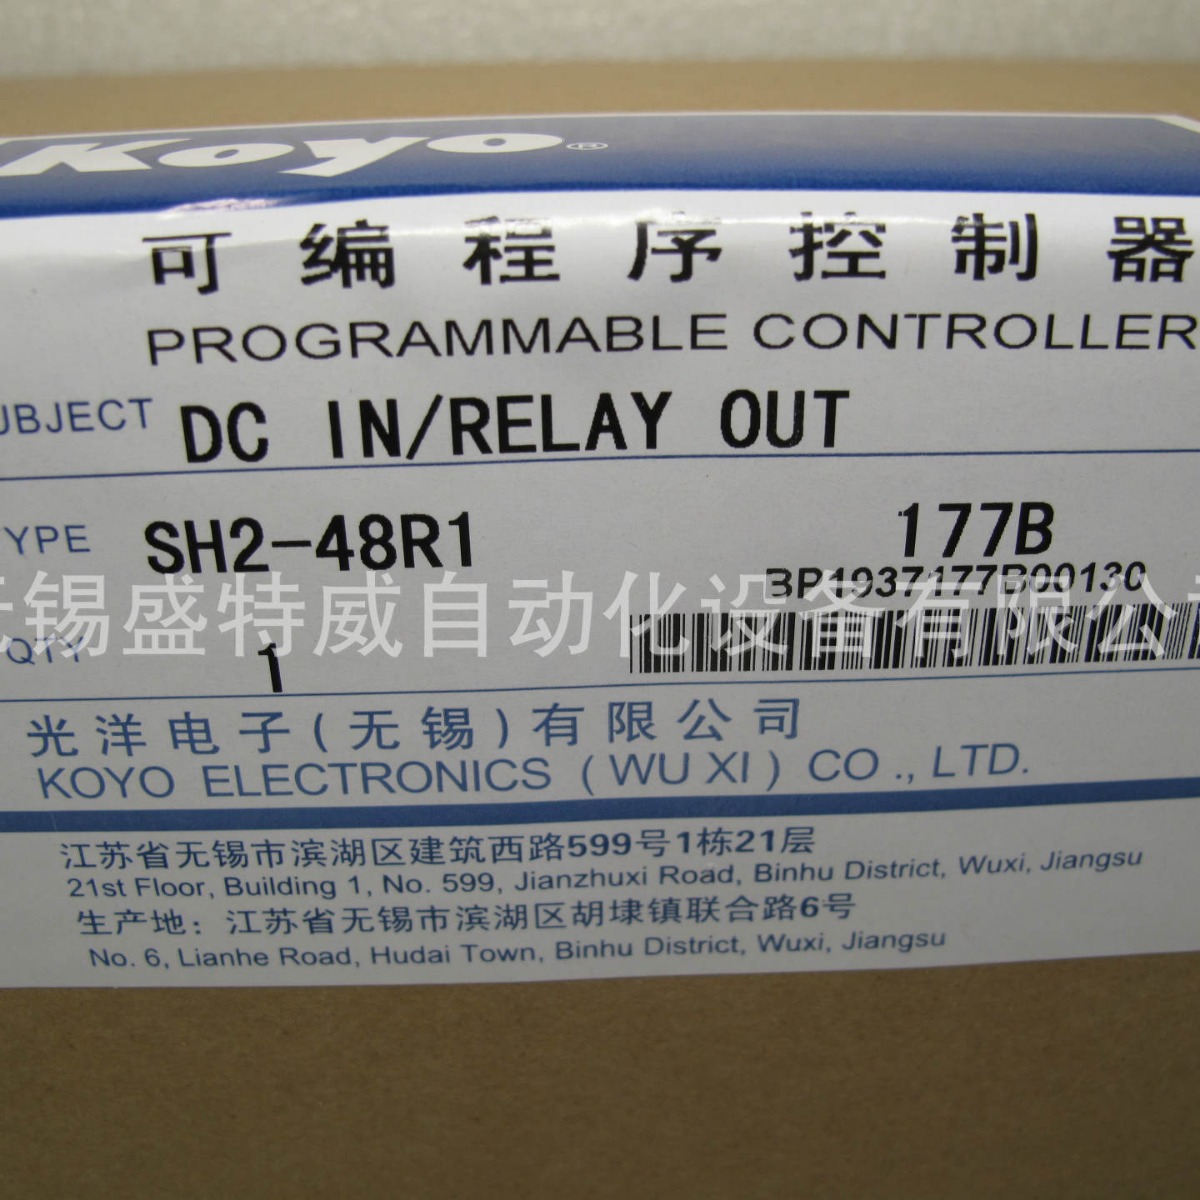 Koyo®
可编程序控制器
PROGRAMMABLE CONTROLLER
UBJECT DC IN/RELAY OUT
YPE SH2-48R1 177B
BP1937177B00130
无锡盛特威自动化设备有限公
QTY 1
光洋电子(无锡)有限公司
KOYO ELECTRONICS (WU XI) CO., LTD.
江苏省无锡市滨湖区建筑西路599号1栋21层
21st Floor, Building 1, No. 599, Jianzhuxi Road, Binhu District, Wuxi, Jiangsu
生产地: 江苏省无锡市滨湖区胡埭镇联合路6号
No. 6, Lianhe Road, Hudai Town, Binhu District, Wuxi, Jiangsu